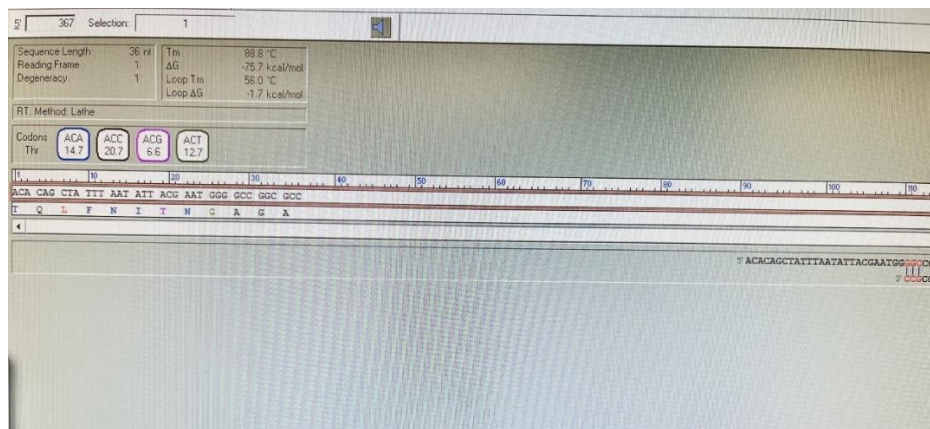 5' 367 Selection: 1
Sequence Length 36 nt
Reading Frame 1
Degeneracy 1
Tm 88.8 °C
ΔG -75.7 kcal/mol
Loop Tm 56.0 °C
Loop ΔG -1.7 kcal/mol
RT. Method: Lathe
Codons
Thr
ACA
14.7
ACC
20.7
ACG
6.6
ACT
12.7
1 10 20 30 40 50 60 70 80 90 100 110
ACA CAG CTA TTT AAT ATT ACG AAT GGG GCC GGC GCC
T Q L F N I T N G A G A
5' ACACAGCTATTTAATATTACGAATGGGGCC